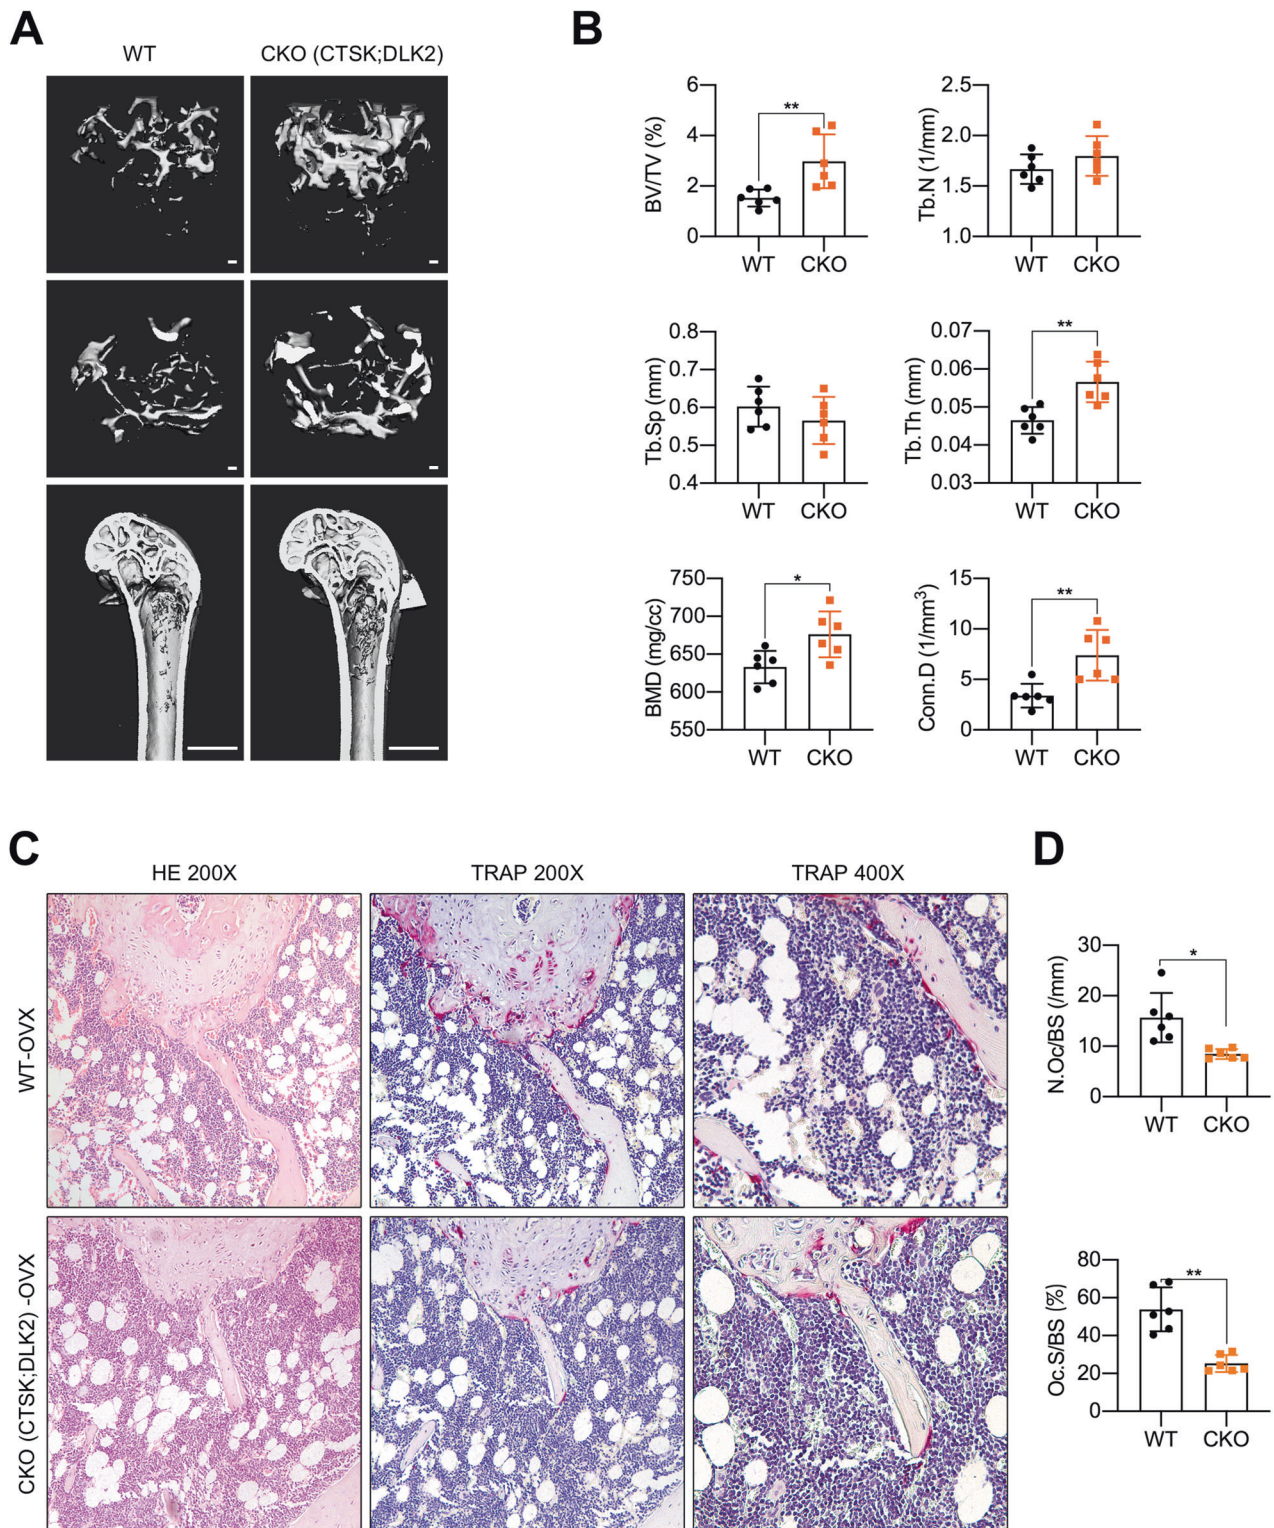 A
WT
CKO (CTSK;DLK2)
B
BV/TV (%)
6
4
2
0
**
WT
CKO
Tb.N (1/mm)
2.5
2.0
1.5
1.0
WT
CKO
Tb.Sp (mm)
0.8
0.7
0.6
0.5
0.4
WT
CKO
Tb.Th (mm)
0.07
0.06
0.05
0.04
0.03
**
WT
CKO
BMD (mg/cc)
750
700
650
600
550
*
WT
CKO
Conn.D (1/mm³)
15
10
5
0
**
WT
CKO
C
HE 200X
TRAP 200X
TRAP 400X
WT-OVX
CKO (CTSK;DLK2) -OVX
D
N.Oc/BS (/mm)
30
20
10
0
*
WT
CKO
Oc.S/BS (%)
80
60
40
20
0
**
WT
CKO